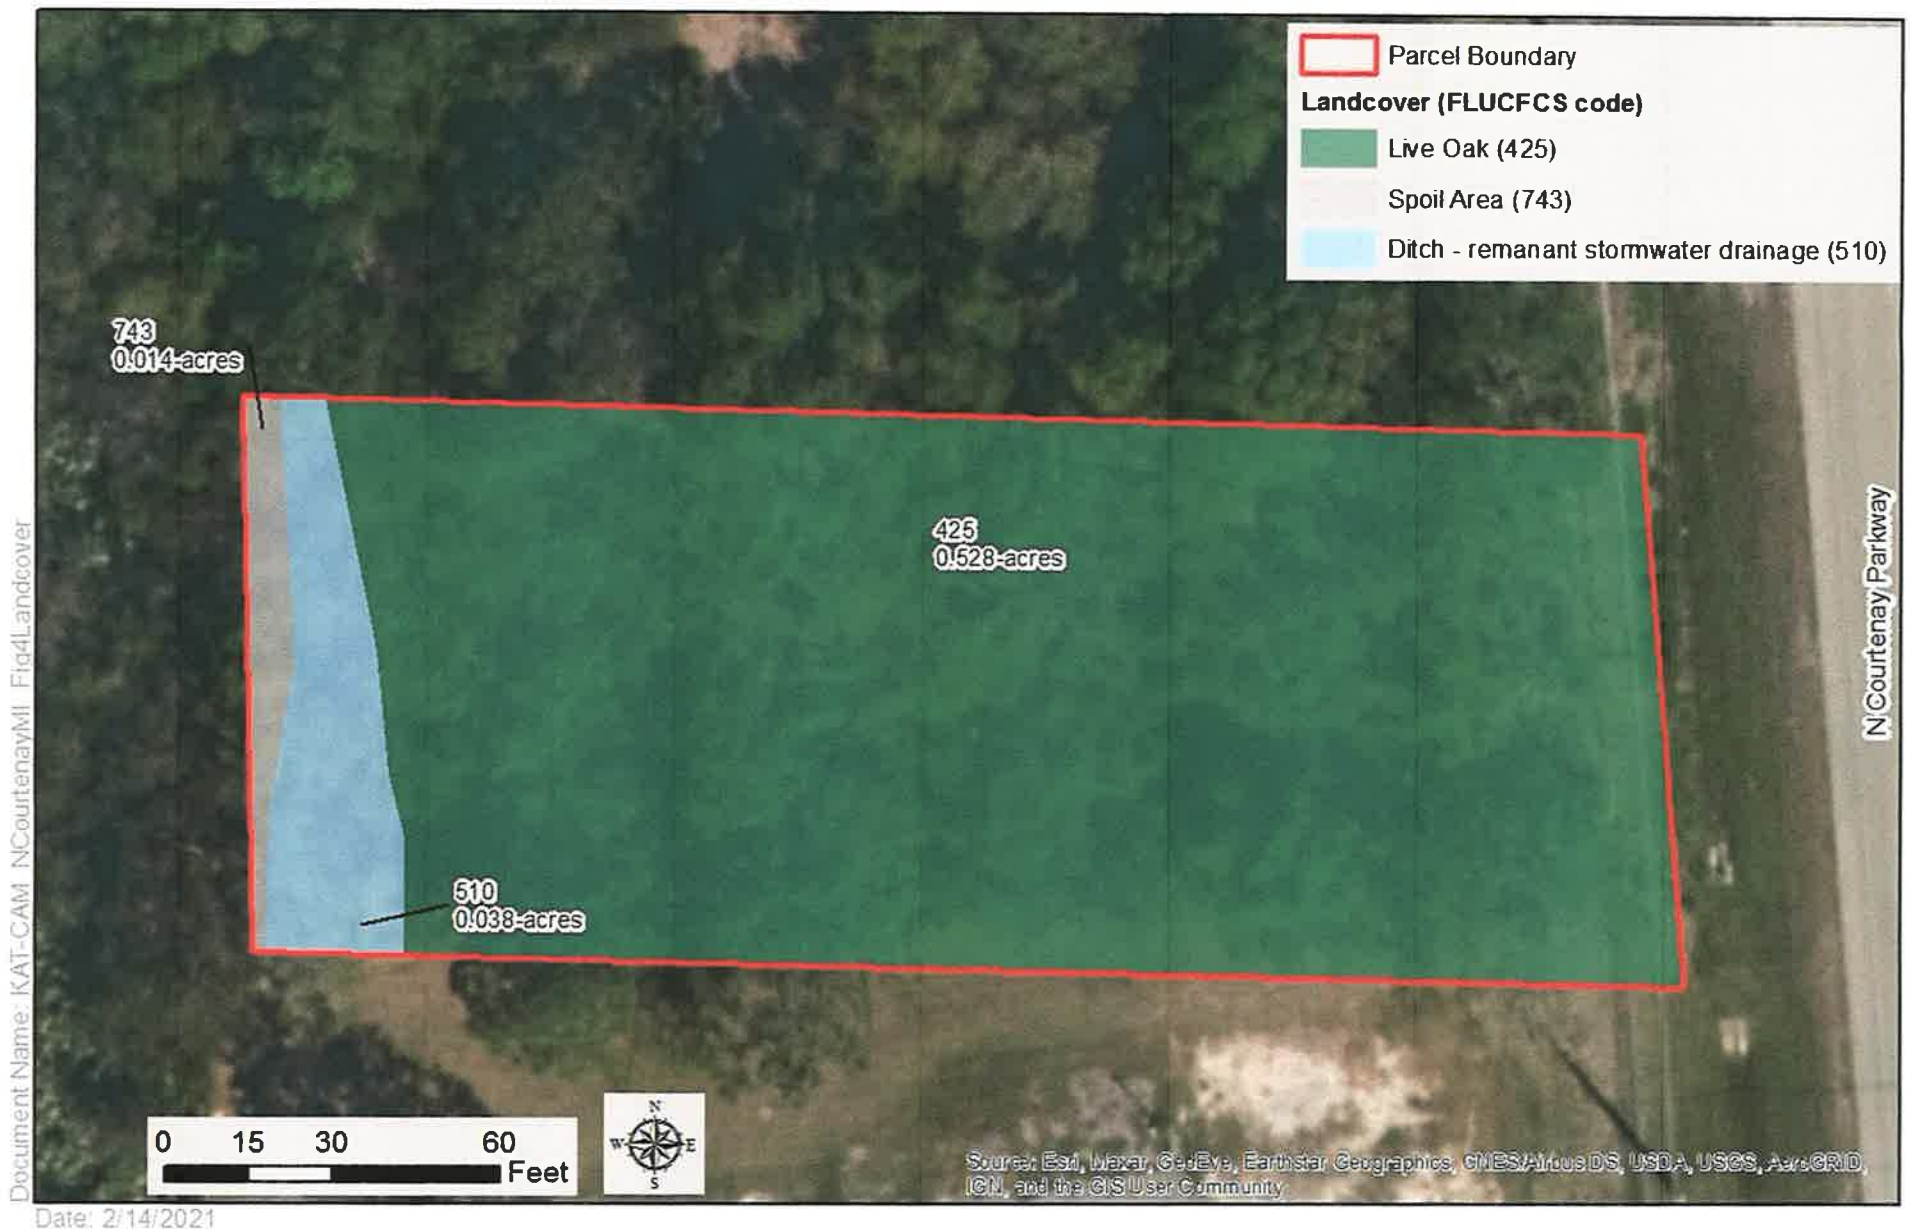 Parcel Boundary
Landcover (FLUCFCS code)
Live Oak (425)
Spoil Area (743)
Ditch - remanant stormwater drainage (510)
743
0.014-acres
425
0.528-acres
510
0.038-acres
N Courtenay Parkway
Document Name: KAT-CAM NCourtenayMI Fig4Landcover
0 15 30 60
Feet
N
W E
S
Source: Esri, Maxar, GeoEye, Earthstar Geographics, CNES/Airbus DS, USDA, USGS, AeroGRID,
IGN, and the GIS User Community
Date: 2/14/2021